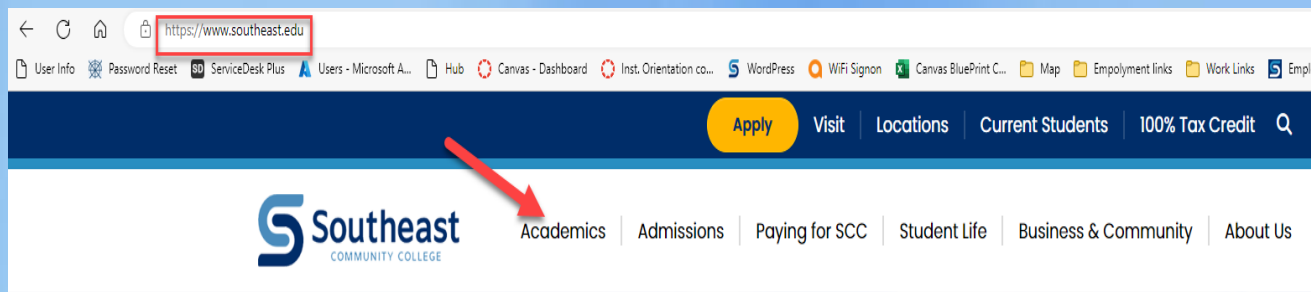 https://www.southeast.edu
User Info Password Reset SD ServiceDesk Plus Users - Microsoft A... Hub Canvas - Dashboard Inst. Orientation co... WordPress WiFi Signon Canvas BluePrint C... Map Empolyment links Work Links Empl
Apply Visit Locations Current Students 100% Tax Credit
Southeast
COMMUNITY COLLEGE
Academics Admissions Paying for SCC Student Life Business & Community About Us